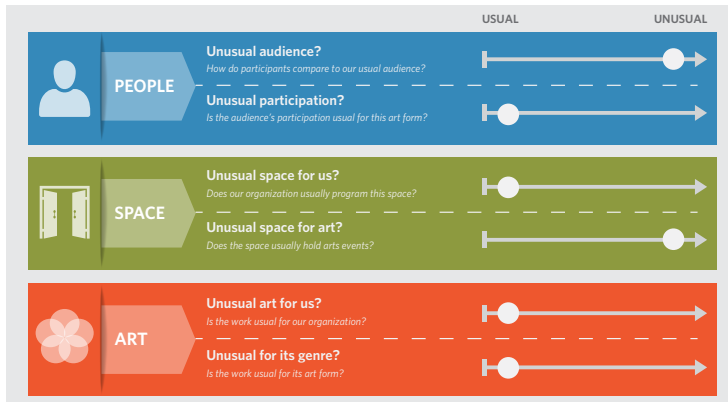 USUAL UNUSUAL
PEOPLE
Unusual audience?
How do participants compare to our usual audience?
Unusual participation?
Is the audience's participation usual for this art form?
SPACE
Unusual space for us?
Does our organization usually program this space?
Unusual space for art?
Does the space usually hold arts events?
ART
Unusual art for us?
Is the work usual for our organization?
Unusual for its genre?
Is the work usual for its art form?